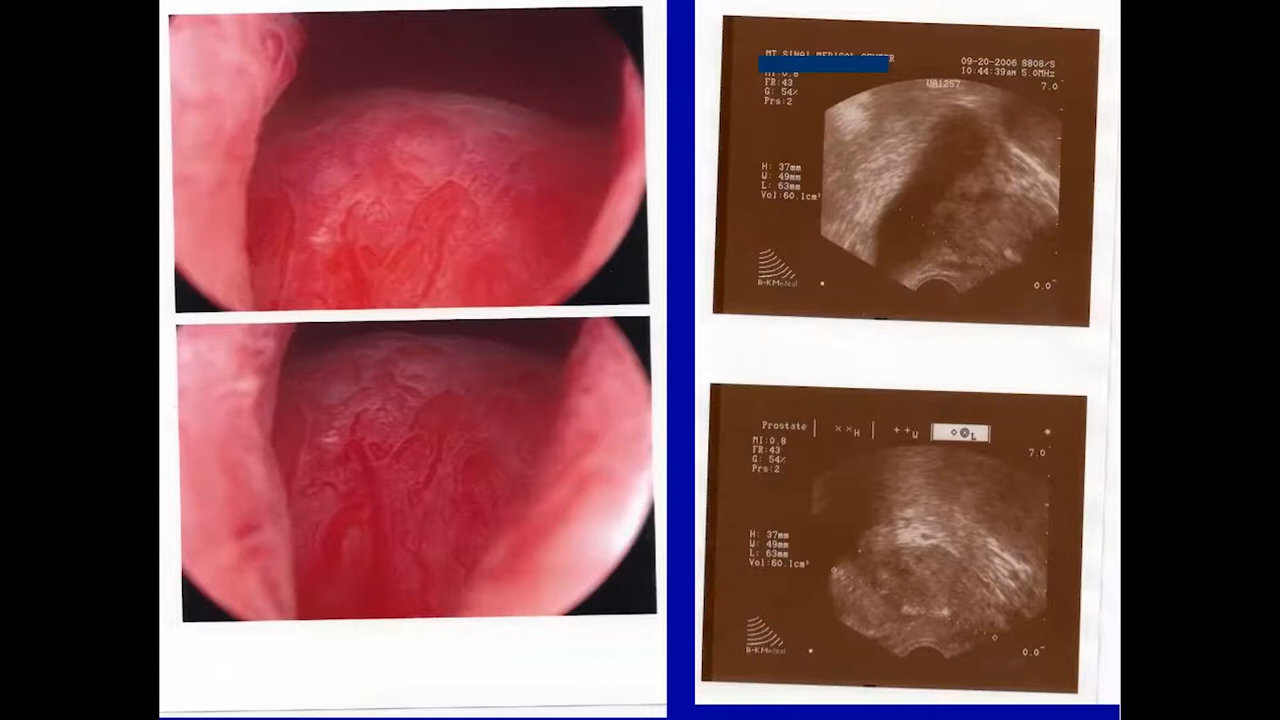 MT SINAI MEDICAL CENTER
09-20-2006 8808/S
10:44:39am 5.0MHz
MI:0.8
FR:43
G: 54%
Prs:2
UA1257
7.0
H: 37mm
W: 49mm
L: 63mm
Vol:60.1cm³
B-K Medical
0.0
Prostate
××H
++W
L
MI:0.8
FR:43
G: 54%
Prs:2
7.0
H: 37mm
W: 49mm
L: 63mm
Vol:60.1cm³
B-K Medical
0.0